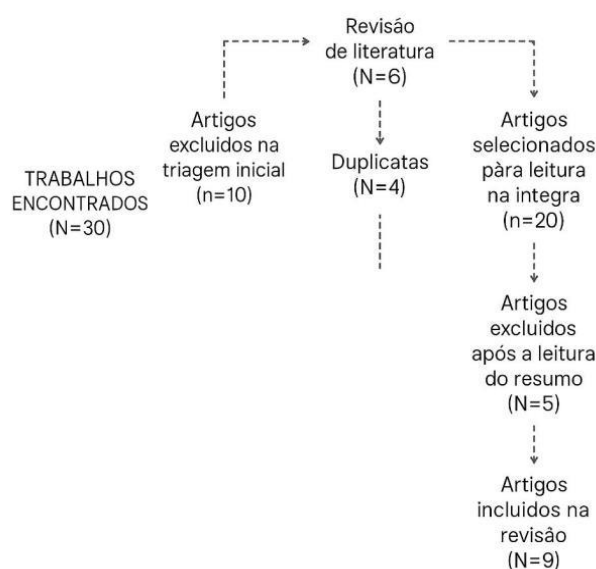 TRABALHOS
ENCONTRADOS
(N=30)
Artigos
excluidos na
triagem inicial
(n=10)
Revisão
de literatura
(N=6)
Duplicatas
(N=4)
Artigos
selecionados
pàra leitura
na integra
(n=20)
Artigos
excluidos
após a leitura
do resumo
(N=5)
Artigos
incluidos na
revisão
(N=9)